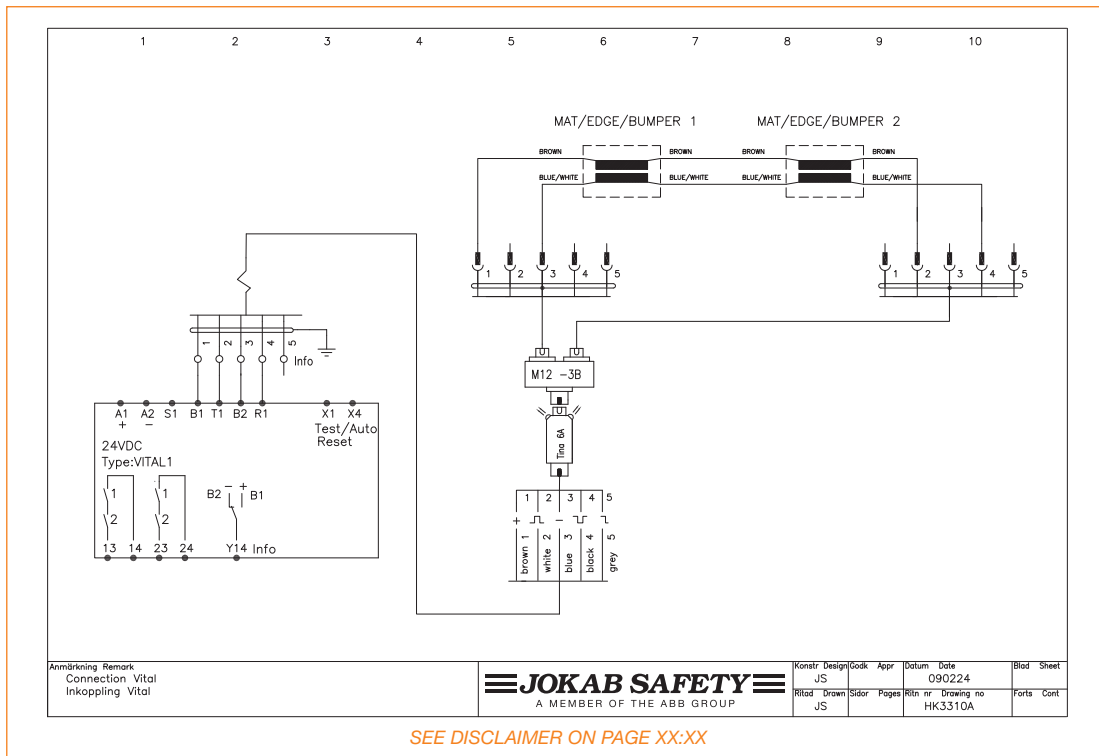 1 2 3 4 5 6 7 8 9 10
MAT/EDGE/BUMPER 1 MAT/EDGE/BUMPER 2
BROWN BROWN BROWN BROWN
BLUE/WHITE BLUE/WHITE BLUE/WHITE BLUE/WHITE
1 2 3 4 5 1 2 3 4 5
1 2 3 4 5
Info
M12 -3B
A1 A2 S1 B1 T1 B2 R1 X1 X4
+ - Test/Auto
Reset
24VDC
Type:VITAL1
Tina 6A
1 1 B2 - + B1
2 2
13 14 23 24 Y14 Info
1 2 3 4 5
+ -
brown 1
white 2
blue 3
black 4
grey 5
Anmärkning Remark
Connection Vital
Inkoppling Vital
JOKAB SAFETY
A MEMBER OF THE ABB GROUP
Konstr Design Godk Appr Datum Date Blad Sheet
JS 090224
Ritad Drawn Sidor Pages Ritn nr Drawing no Forts Cont
JS HK3310A
SEE DISCLAIMER ON PAGE XX:XX